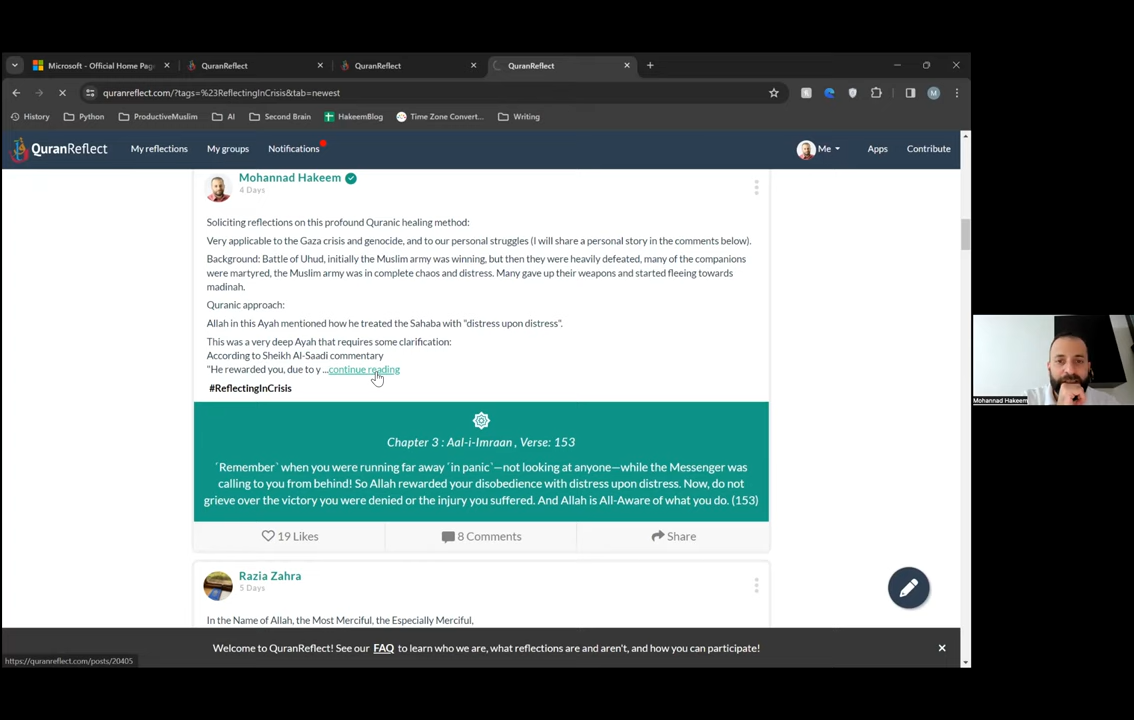 Microsoft - Official Home Pag
QuranReflect
QuranReflect
QuranReflect
quranreflect.com/?tags=%23ReflectingInCrisis&tab=newest
M
History
Python
ProductiveMuslim
AI
Second Brain
HakeemBlog
Time Zone Convert...
Writing
QuranReflect
My reflections
My groups
Notifications
Me
Apps
Contribute
Mohannad Hakeem
4 Days
Soliciting reflections on this profound Quranic healing method:
Very applicable to the Gaza crisis and genocide, and to our personal struggles (I will share a personal story in the comments below).
Background: Battle of Uhud, initially the Muslim army was winning, but then they were heavily defeated, many of the companions
were martyred, the Muslim army was in complete chaos and distress. Many gave up their weapons and started fleeing towards
madinah.
Quranic approach:
Allah in this Ayah mentioned how he treated the Sahaba with "distress upon distress".
This was a very deep Ayah that requires some clarification:
According to Sheikh Al-Saadi commentary
"He rewarded you, due to y ...continue reading
#ReflectingInCrisis
Chapter 3 : Aal-i-Imraan , Verse: 153
˹Remember˺ when you were running far away ˹in panic˺—not looking at anyone—while the Messenger was
calling to you from behind! So Allah rewarded your disobedience with distress upon distress. Now, do not
grieve over the victory you were denied or the injury you suffered. And Allah is All-Aware of what you do. (153)
19 Likes
8 Comments
Share
Razia Zahra
5 Days
In the Name of Allah, the Most Merciful, the Especially Merciful,
Welcome to QuranReflect! See our FAQ to learn who we are, what reflections are and aren't, and how you can participate!
https://quranreflect.com/posts/20405
Mohannad Hakeem